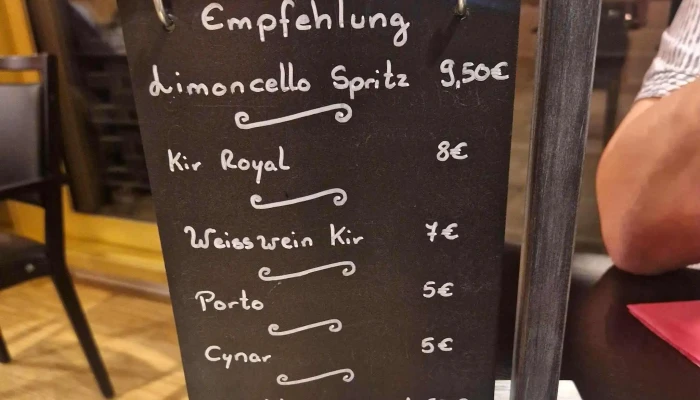 Empfehlung
Limoncello Spritz 9,50€
Kir Royal 8€
Weisswein Kir 7€
Porto 5€
Cynar 5€